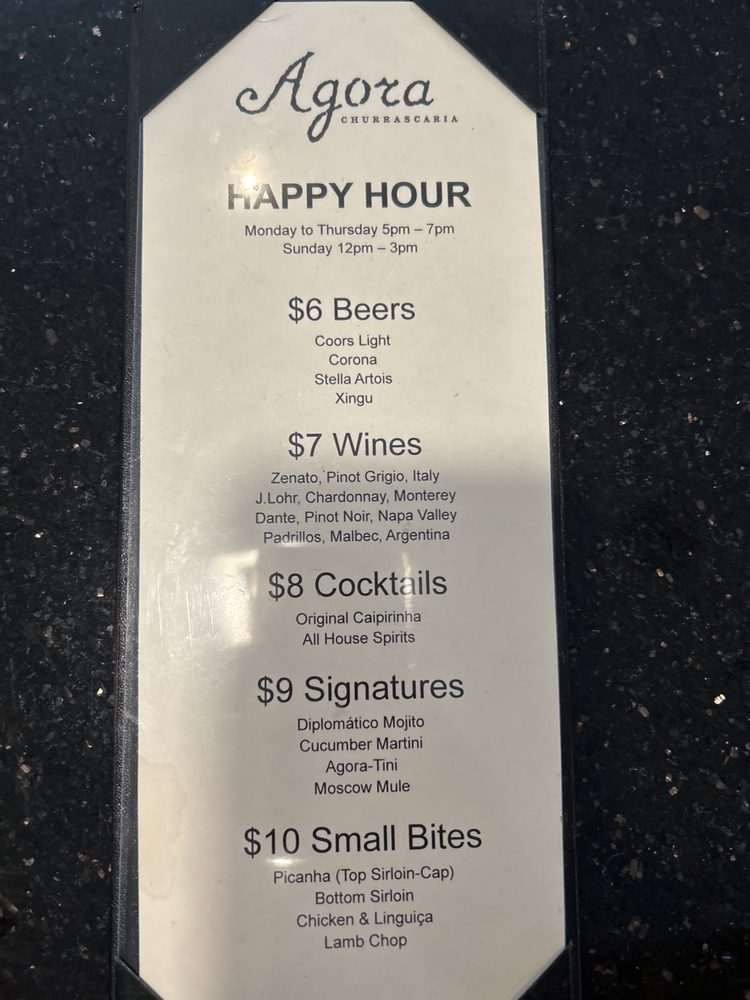 Agora
CHURRASCARIA
HAPPY HOUR
Monday to Thursday 5pm – 7pm
Sunday 12pm – 3pm
$6 Beers
Coors Light
Corona
Stella Artois
Xingu
$7 Wines
Zenato, Pinot Grigio, Italy
J.Lohr, Chardonnay, Monterey
Dante, Pinot Noir, Napa Valley
Padrillos, Malbec, Argentina
$8 Cocktails
Original Caipirinha
All House Spirits
$9 Signatures
Diplomático Mojito
Cucumber Martini
Agora-Tini
Moscow Mule
$10 Small Bites
Picanha (Top Sirloin-Cap)
Bottom Sirloin
Chicken & Linguiça
Lamb Chop